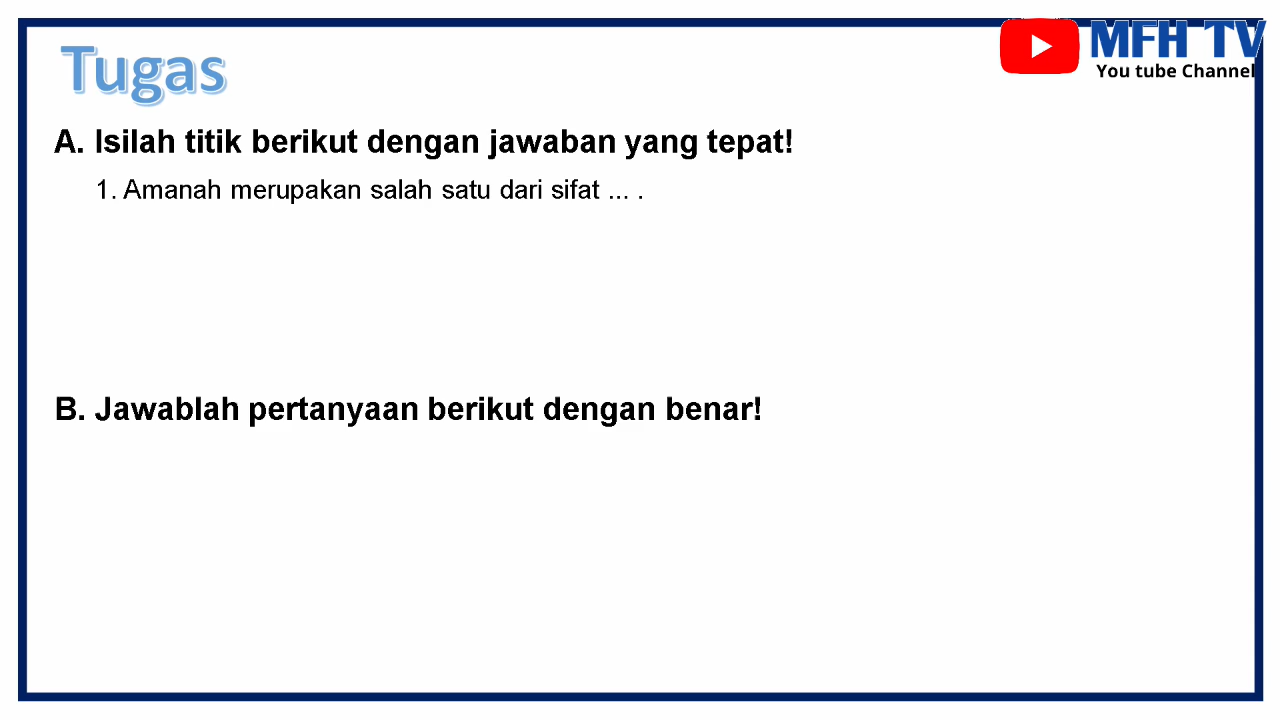 Tugas
MFH TV
You tube Channel
A. Isilah titik berikut dengan jawaban yang tepat!
1. Amanah merupakan salah satu dari sifat ... .
B. Jawablah pertanyaan berikut dengan benar!